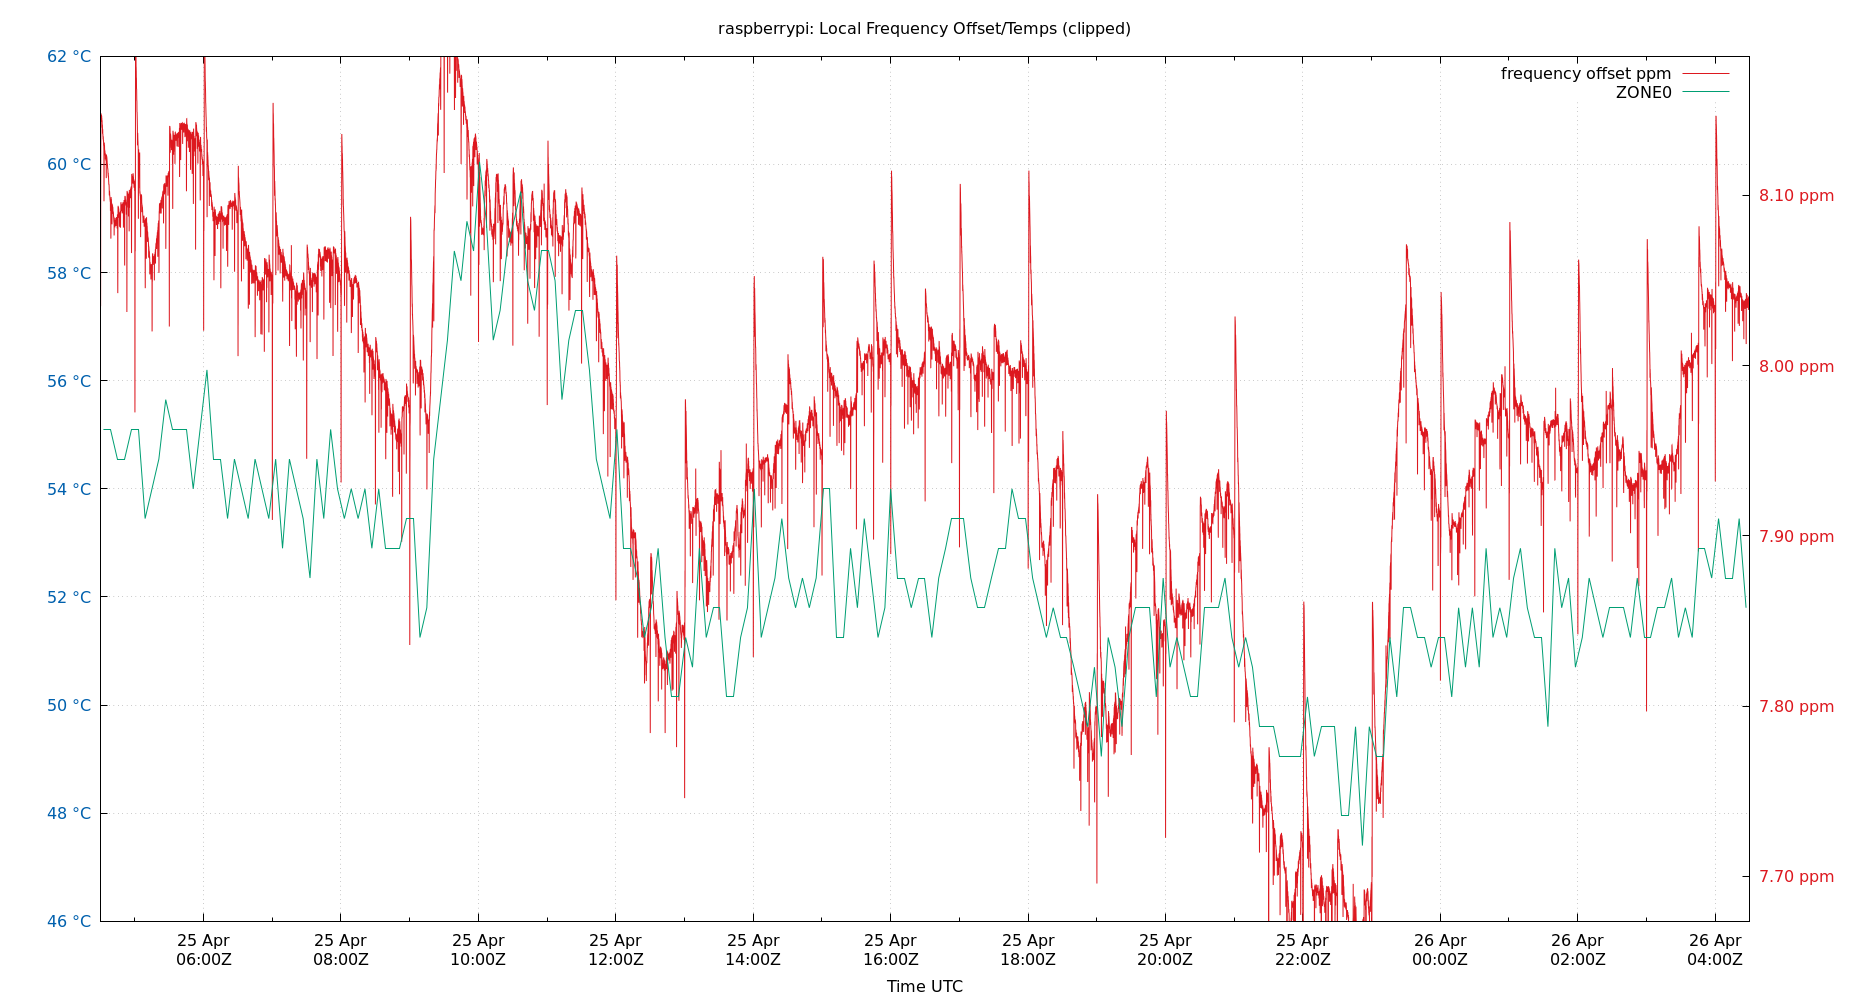 raspberrypi: Local Frequency Offset/Temps (clipped)
62 °C
60 °C
58 °C
56 °C
54 °C
52 °C
50 °C
48 °C
46 °C
frequency offset ppm
ZONE0
8.10 ppm
8.00 ppm
7.90 ppm
7.80 ppm
7.70 ppm
25 Apr 25 Apr 25 Apr 25 Apr 25 Apr 25 Apr 25 Apr 25 Apr 25 Apr 26 Apr 26 Apr 26 Apr
06:00Z 08:00Z 10:00Z 12:00Z 14:00Z 16:00Z 18:00Z 20:00Z 22:00Z 00:00Z 02:00Z 04:00Z
Time UTC